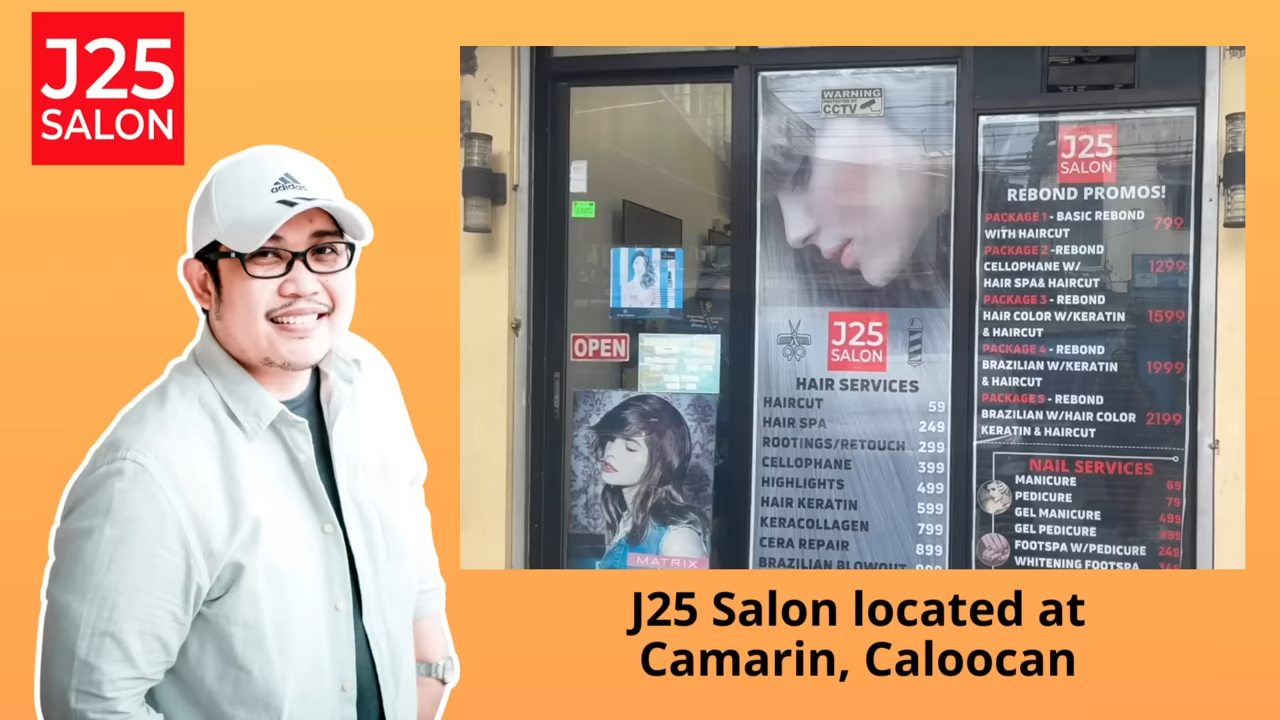 J25
SALON
adidas
WARNING
PROTECTED BY
CCTV
OPEN
MATRIX
J25
SALON
HAIR SERVICES
HAIRCUT 59
HAIR SPA 249
ROOTINGS/RETOUCH 299
CELLOPHANE 399
HIGHLIGHTS 499
HAIR KERATIN 599
KERACOLLAGEN 799
CERA REPAIR 899
BRAZILIAN BLOWOUT
J25
SALON
REBOND PROMOS!
PACKAGE 1 - BASIC REBOND
WITH HAIRCUT 799
PACKAGE 2 -REBOND
CELLOPHANE W/ 1299
HAIR SPA& HAIRCUT
PACKAGE 3 - REBOND
HAIR COLOR W/KERATIN 1599
& HAIRCUT
PACKAGE 4 - REBOND
BRAZILIAN W/KERATIN 1999
& HAIRCUT
PACKAGE 5 - REBOND
BRAZILIAN W/HAIR COLOR 2199
KERATIN & HAIRCUT
NAIL SERVICES
MANICURE 69
PEDICURE 79
GEL MANICURE 499
GEL PEDICURE
FOOTSPA W/PEDICURE 249
WHITENING FOOTSPA
J25 Salon located at
Camarin, Caloocan